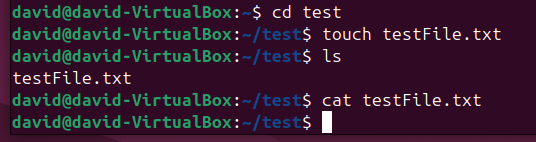 david@david-VirtualBox:~$ cd test
david@david-VirtualBox:~/test$ touch testFile.txt
david@david-VirtualBox:~/test$ ls
testFile.txt
david@david-VirtualBox:~/test$ cat testFile.txt
david@david-VirtualBox:~/test$